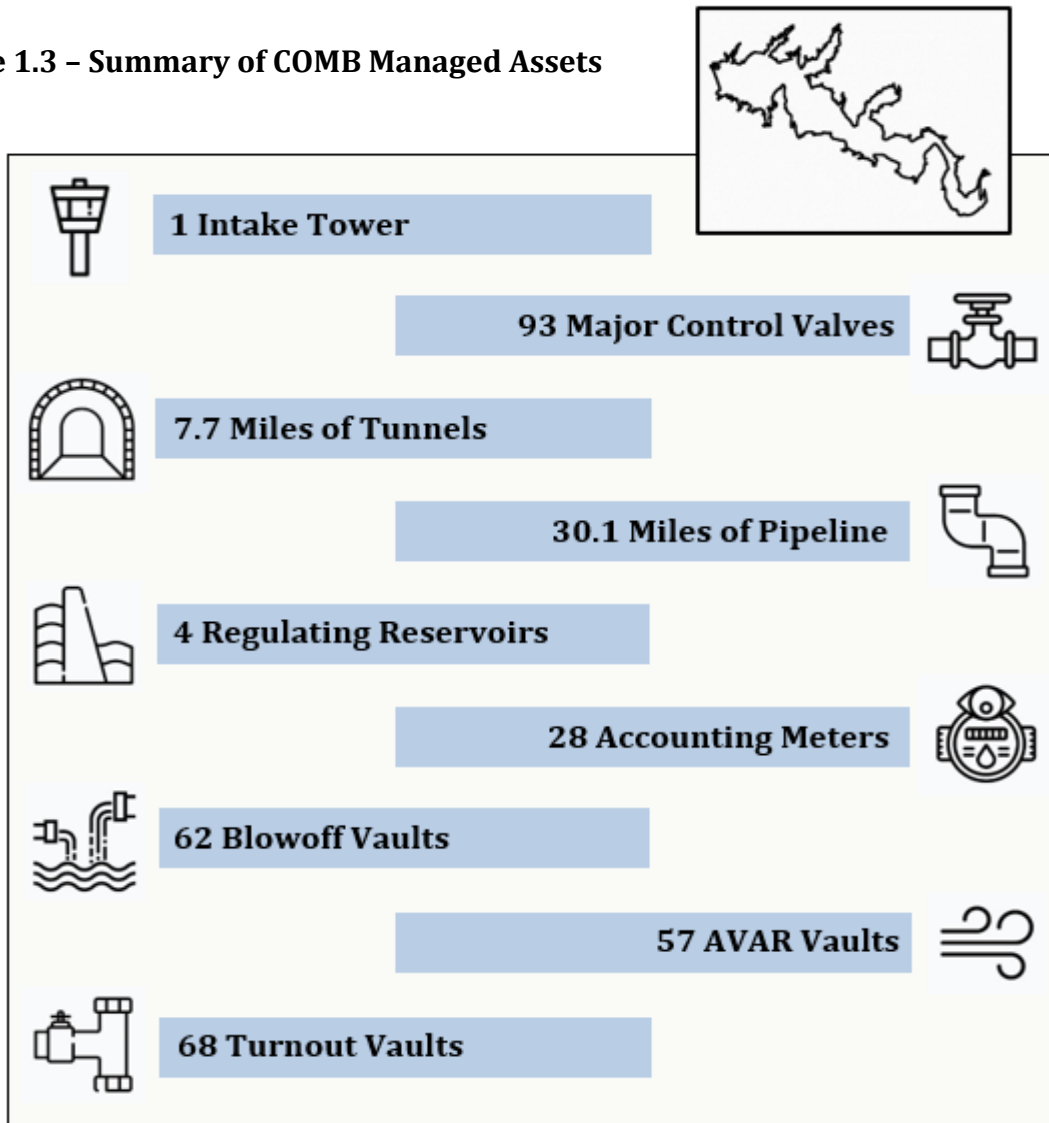 e 1.3 – Summary of COMB Managed Assets
1 Intake Tower
93 Major Control Valves
7.7 Miles of Tunnels
30.1 Miles of Pipeline
4 Regulating Reservoirs
28 Accounting Meters
62 Blowoff Vaults
57 AVAR Vaults
68 Turnout Vaults